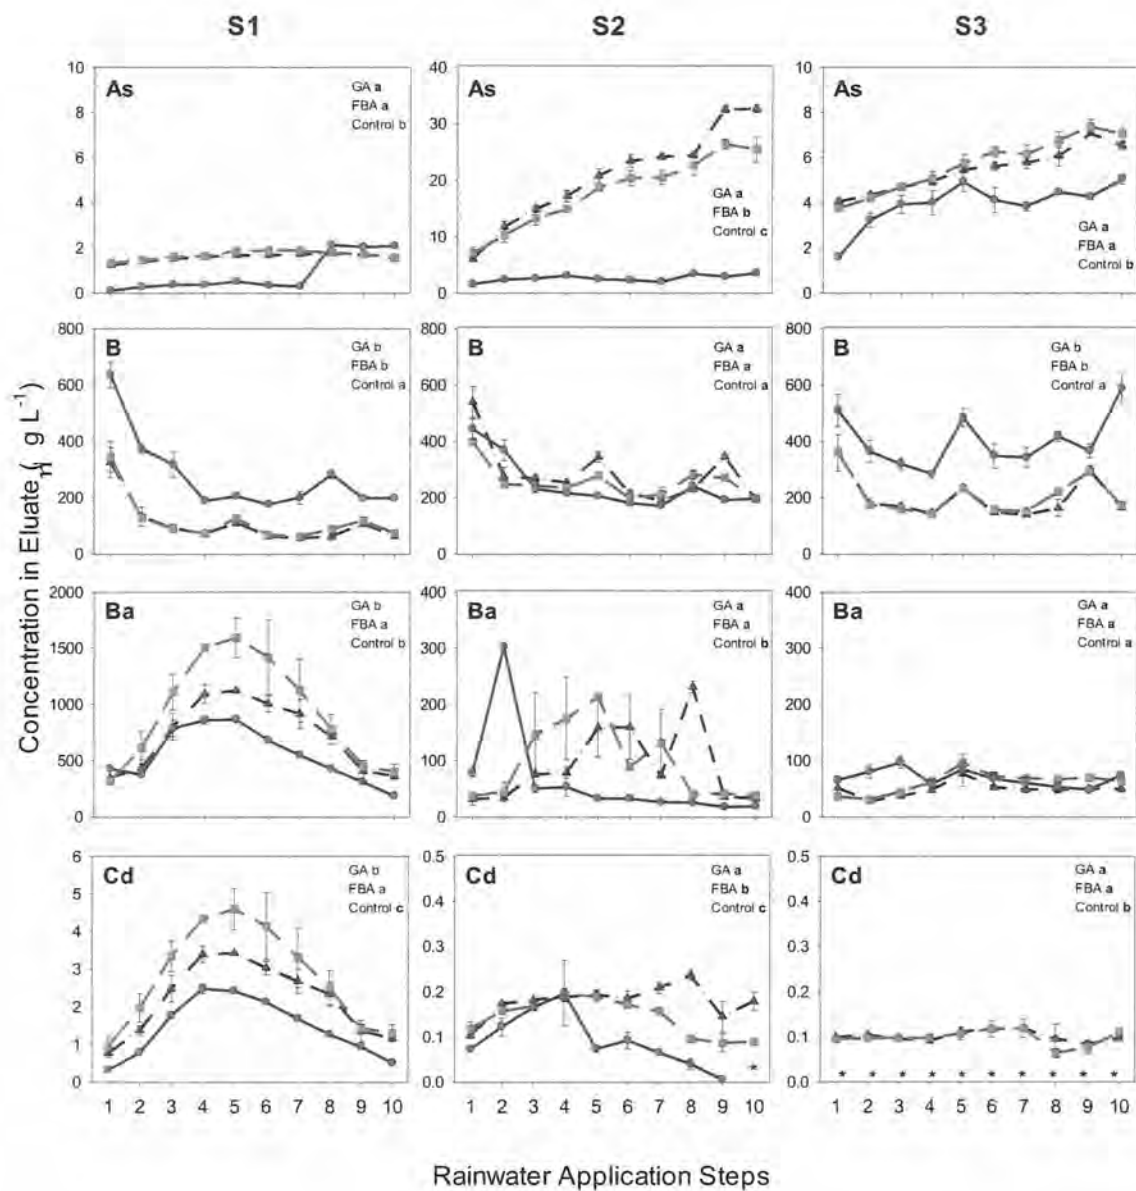 S1 S2 S3
As
GA a
FBA a
Control b
10
8
6
4
2
0
As
GA a
FBA b
Control c
40
30
20
10
0
As
GA a
FBA a
Control b
10
8
6
4
2
0
B
GA b
FBA b
Control a
800
600
400
200
0
B
GA a
FBA a
Control a
800
600
400
200
0
B
GA b
FBA b
Control a
800
600
400
200
0
Ba
GA b
FBA a
Control b
2000
1500
1000
500
0
Ba
GA a
FBA a
Control b
400
300
200
100
0
Ba
GA a
FBA a
Control a
400
300
200
100
0
Cd
GA b
FBA a
Control c
6
5
4
3
2
1
0
Cd
GA a
FBA b
Control c
0.5
0.4
0.3
0.2
0.1
0.0
*
Cd
GA a
FBA a
Control b
0.5
0.4
0.3
0.2
0.1
0.0
* * * * * * * * * *
1 2 3 4 5 6 7 8 9 10
1 2 3 4 5 6 7 8 9 10
1 2 3 4 5 6 7 8 9 10
Concentration in Eluate ( g L-1)
Rainwater Application Steps